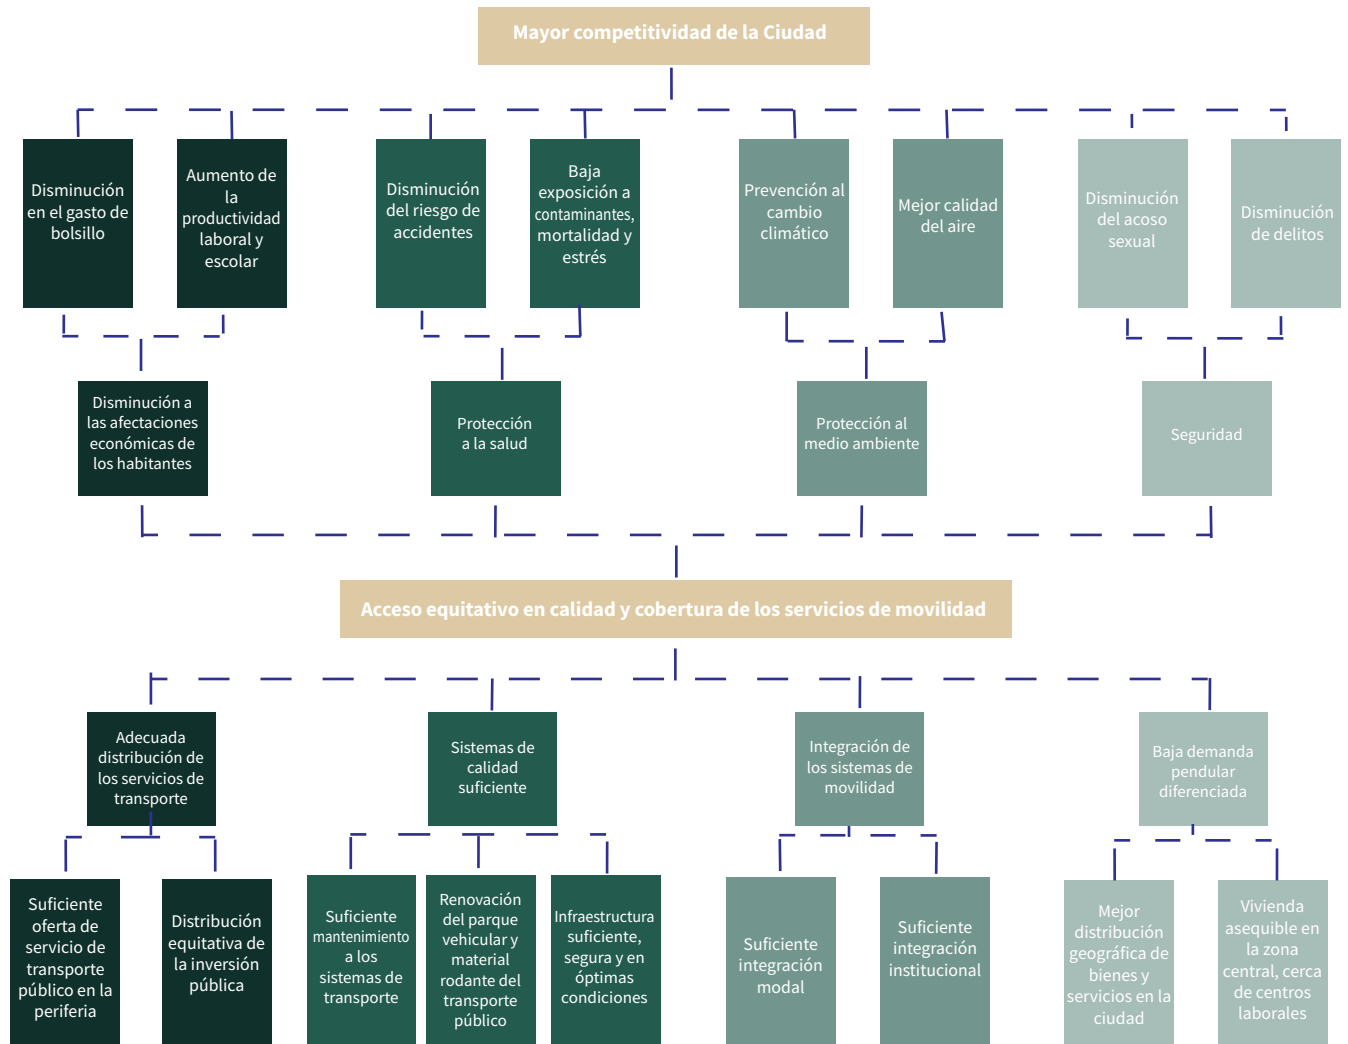 Mayor competitividad de la Ciudad
Disminución
en el gasto de
bolsillo
Aumento de
la
productividad
laboral y
escolar
Disminución
del riesgo de
accidentes
Baja
exposición a
contaminantes,
mortalidad y
estrés
Prevención al
cambio
climático
Mejor calidad
del aire
Disminución
del acoso
sexual
Disminución
de delitos
Disminución a
las afectaciones
económicas de
los habitantes
Protección
a la salud
Protección al
medio ambiente
Seguridad
Acceso equitativo en calidad y cobertura de los servicios de movilidad
Adecuada
distribución de
los servicios de
transporte
Sistemas de
calidad
suficiente
Integración de
los sistemas de
movilidad
Baja demanda
pendular
diferenciada
Suficiente
oferta de
servicio de
transporte
público en la
periferia
Distribución
equitativa de
la inversión
pública
Suficiente
mantenimiento
a los
sistemas de
transporte
Renovación
del parque
vehicular y
material
rodante del
transporte
público
Infraestructura
suficiente,
segura y en
óptimas
condiciones
Suficiente
integración
modal
Suficiente
integración
institucional
Mejor
distribución
geográfica de
bienes y
servicios en la
ciudad
Vivienda
asequible en
la zona
central, cerca
de centros
laborales